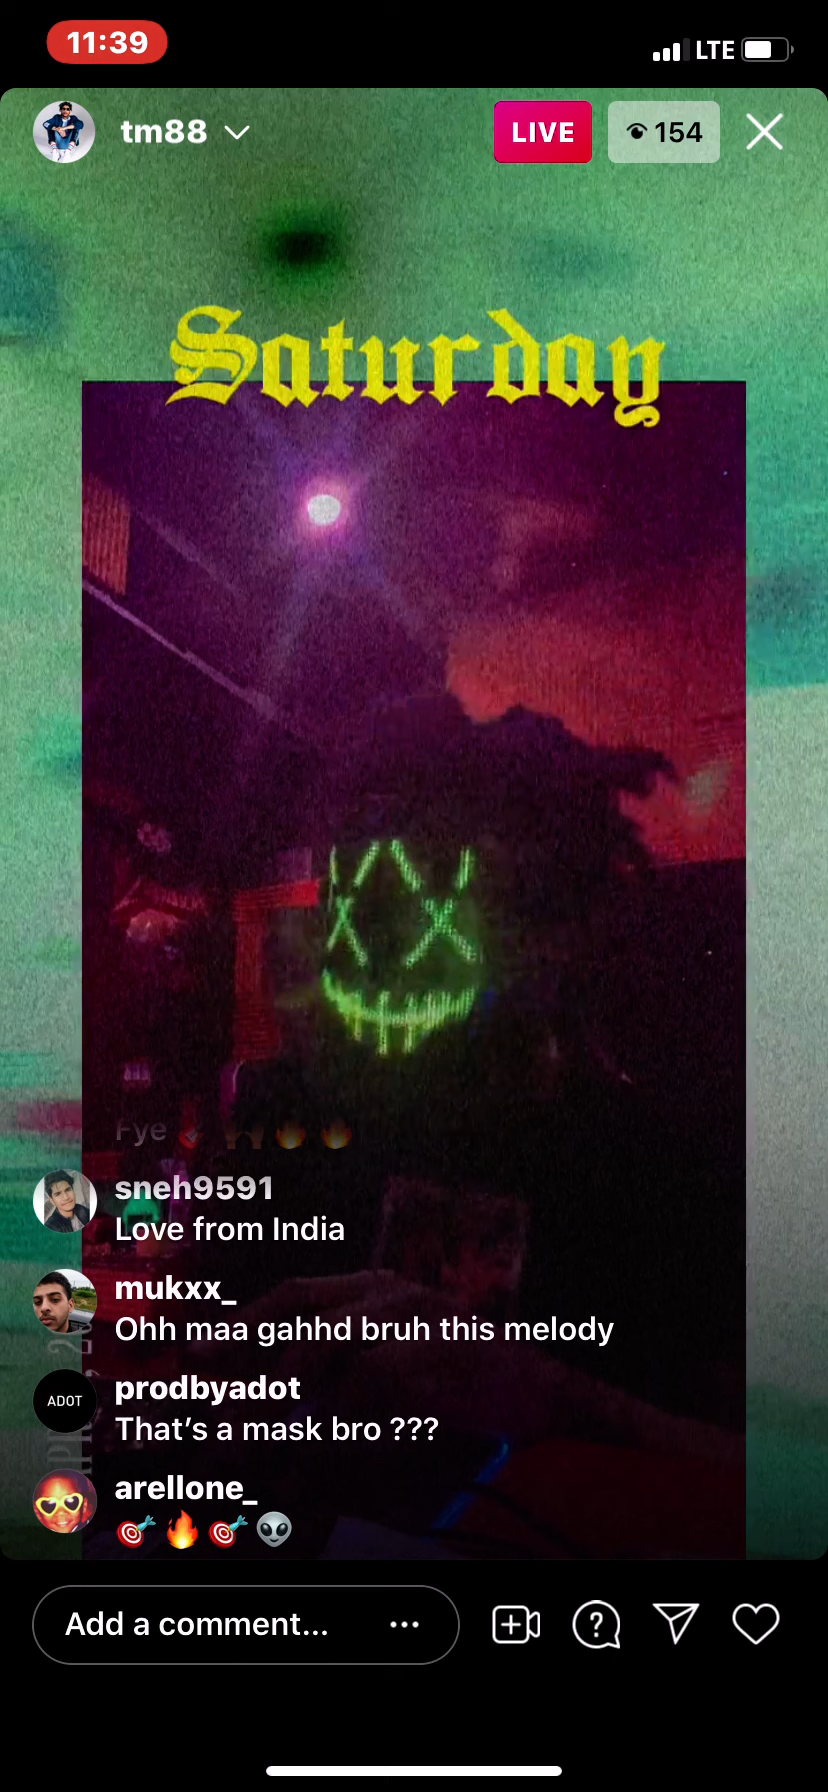 11:39
LTE
tm88
LIVE
154
Saturday
Fye
sneh9591
Love from India
mukxx_
Ohh maa gahhd bruh this melody
ADOT
prodbyadot
That’s a mask bro ???
arellone_
🎯🔥🎯👽
Add a comment...